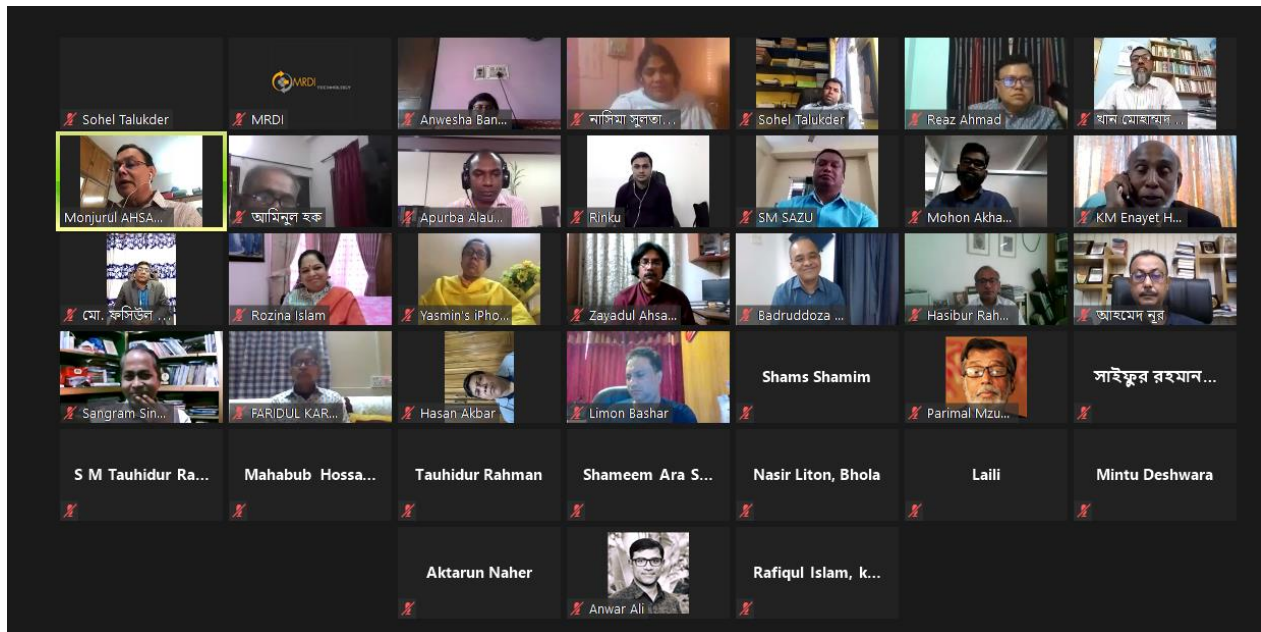 Sohel Talukder
MRDI
MRDI
TECHNOLOGY
Anwesha Ban...
নাসিমা সুলতা...
Sohel Talukder
Reaz Ahmad
খান মোহাম্মদ...
Monjurul AHSA...
আমিনুল হক
Apurba Alau...
Rinku
SM SAZU
Mohon Akha...
KM Enayet H...
মো. ফসিউল ...
Rozina Islam
Yasmin's iPho...
Zayadul Ahsa...
Badruddoza ...
Hasibur Rah...
আহমেদ নূর
Sangram Sin...
FARIDUL KAR...
Hasan Akbar
Limon Bashar
Shams Shamim
Parimal Mzu...
সাইফুর রহমান...
S M Tauhidur Ra...
Mahabub Hossa...
Tauhidur Rahman
Shameem Ara S...
Nasir Liton, Bhola
Laili
Mintu Deshwara
Aktarun Naher
Anwar Ali
Rafiqul Islam, k...